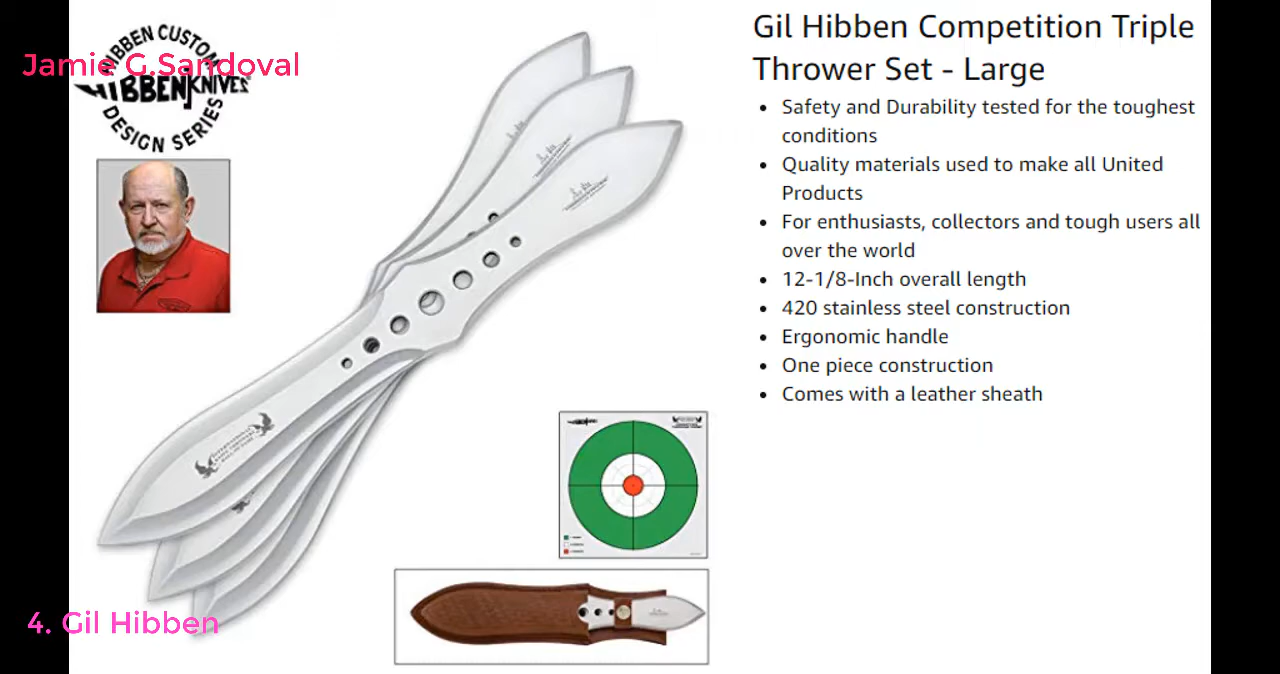 HIBBEN CUSTOM
Jamie G.Sandoval
HIBBENKNIVES
DESIGN SERIES
Gil Hibben Competition Triple
Thrower Set - Large
• Safety and Durability tested for the toughest
conditions
• Quality materials used to make all United
Products
• For enthusiasts, collectors and tough users all
over the world
• 12-1/8-Inch overall length
• 420 stainless steel construction
• Ergonomic handle
• One piece construction
• Comes with a leather sheath
4. Gil Hibben